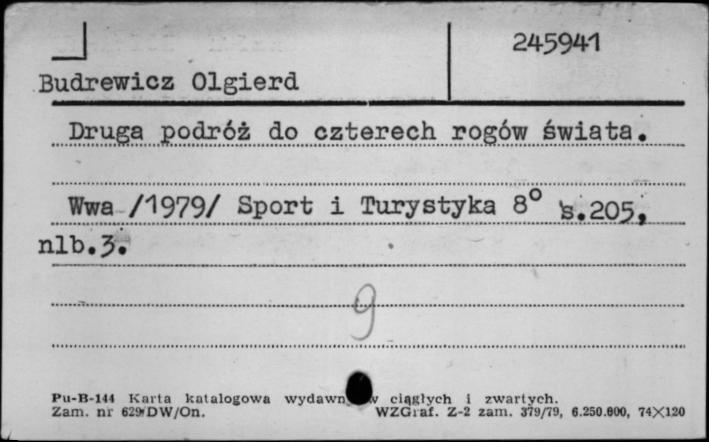 245941
Budrewicz Olgierd
Druga podróż do czterech rogów świata.
Wwa /1979/ Sport i Turystyka 8° s.205,
nlb.3.
9
Pu-B-144 Karta katalogowa wydawn w ciągłych i zwartych.
Zam. nr 629/DW/On. WZGraf. Z-2 zam. 379/79, 6.250.000, 74×120